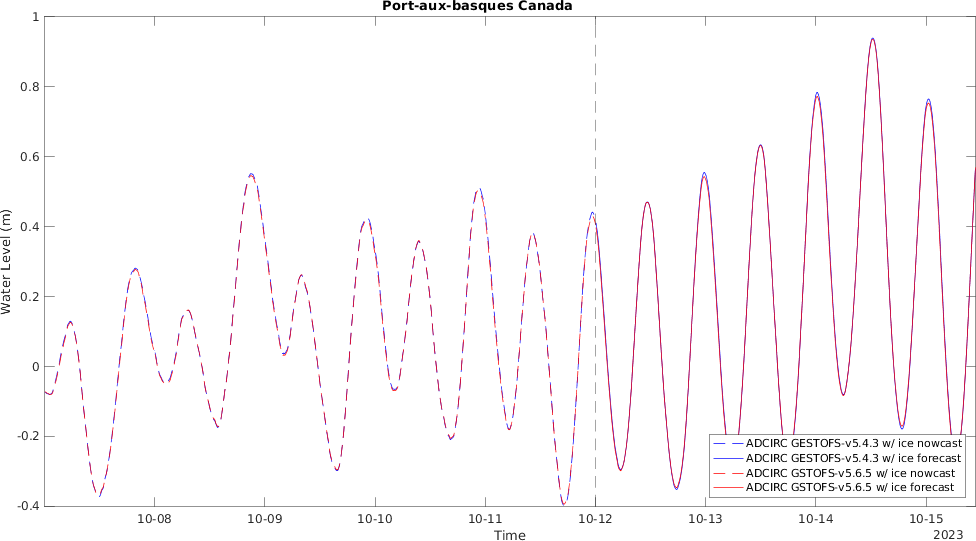 Port-aux-basques Canada
1
0.8
0.6
0.4
0.2
0
-0.2
-0.4
Water Level (m)
ADCIRC GESTOFS-v5.4.3 w/ ice nowcast
ADCIRC GESTOFS-v5.4.3 w/ ice forecast
ADCIRC GSTOFS-v5.6.5 w/ ice nowcast
ADCIRC GSTOFS-v5.6.5 w/ ice forecast
10-08 10-09 10-10 10-11 10-12 10-13 10-14 10-15
Time
2023